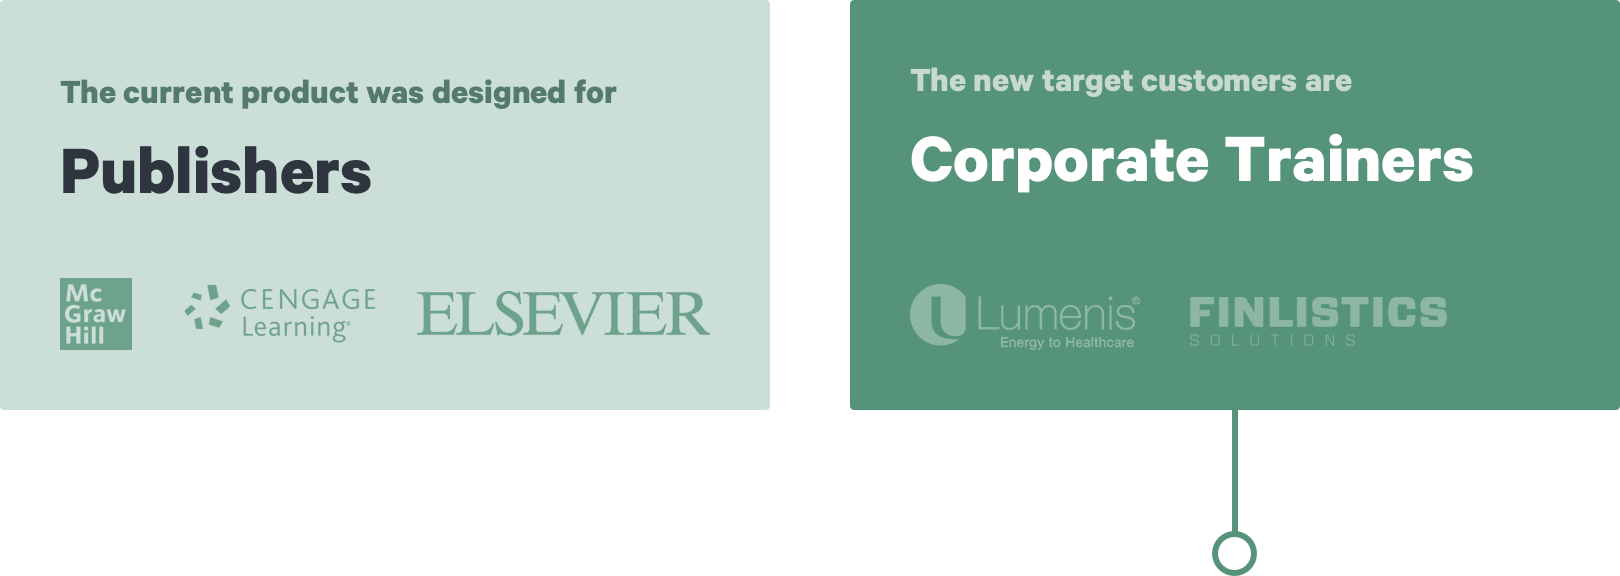 The current product was designed for
Publishers
Mc
Graw
Hill
CENGAGE
Learning®
ELSEVIER
The new target customers are
Corporate Trainers
Lumenis®
Energy to Healthcare
FINLISTICS
SOLUTIONS